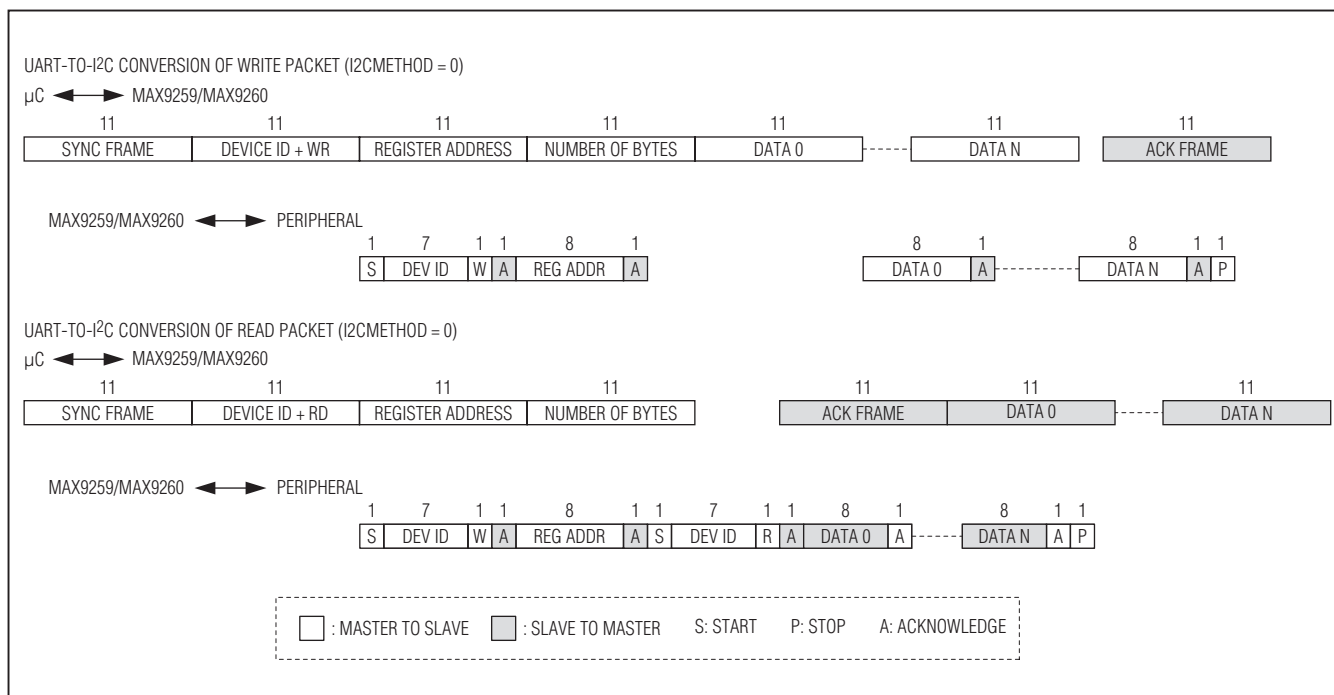 UART-TO-I²C CONVERSION OF WRITE PACKET (I2CMETHOD = 0)
µC MAX9259/MAX9260
11 11 11 11 11 11 11
SYNC FRAME DEVICE ID + WR REGISTER ADDRESS NUMBER OF BYTES DATA 0 DATA N ACK FRAME
MAX9259/MAX9260 PERIPHERAL
1 7 1 1 8 1 8 1 8 1 1
S DEV ID W A REG ADDR A DATA 0 A DATA N A P
UART-TO-I²C CONVERSION OF READ PACKET (I2CMETHOD = 0)
µC MAX9259/MAX9260
11 11 11 11 11 11 11
SYNC FRAME DEVICE ID + RD REGISTER ADDRESS NUMBER OF BYTES ACK FRAME DATA 0 DATA N
MAX9259/MAX9260 PERIPHERAL
1 7 1 1 8 1 1 7 1 1 8 1 8 1 1
S DEV ID W A REG ADDR A S DEV ID R A DATA 0 A DATA N A P
: MASTER TO SLAVE : SLAVE TO MASTER S: START P: STOP A: ACKNOWLEDGE